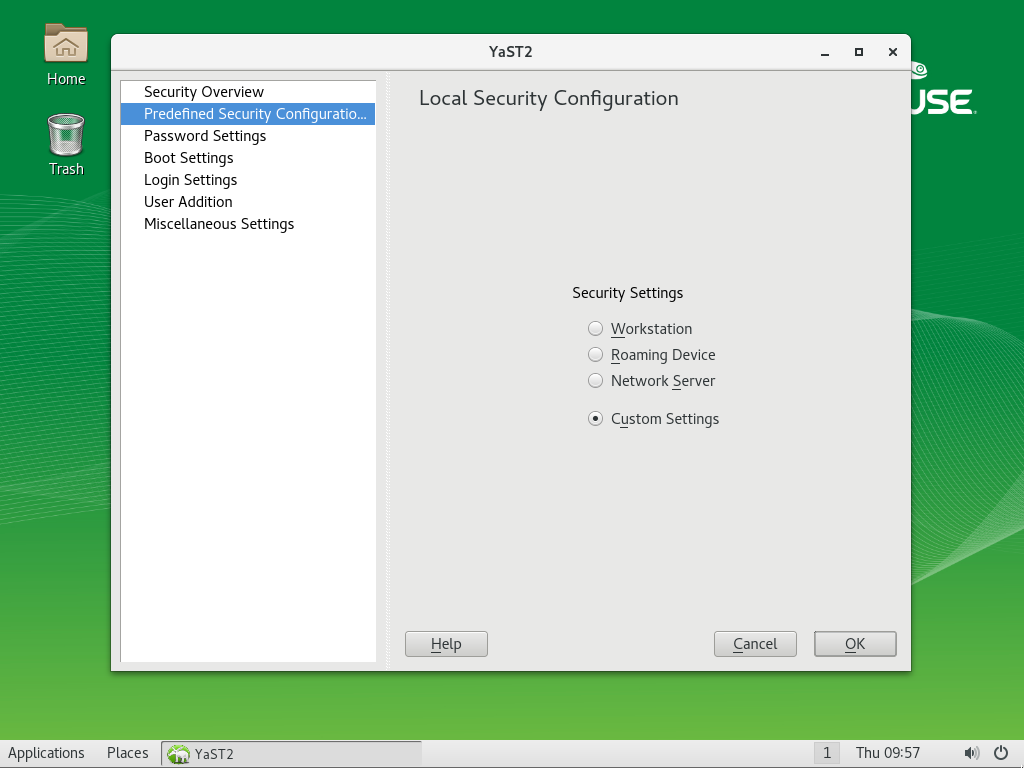 Home
Trash
YaST2
USE
Security Overview
Predefined Security Configuratio...
Password Settings
Boot Settings
Login Settings
User Addition
Miscellaneous Settings
Local Security Configuration
Security Settings
Workstation
Roaming Device
Network Server
Custom Settings
Help
Cancel
OK
Applications
Places
YaST2
1
Thu 09:57